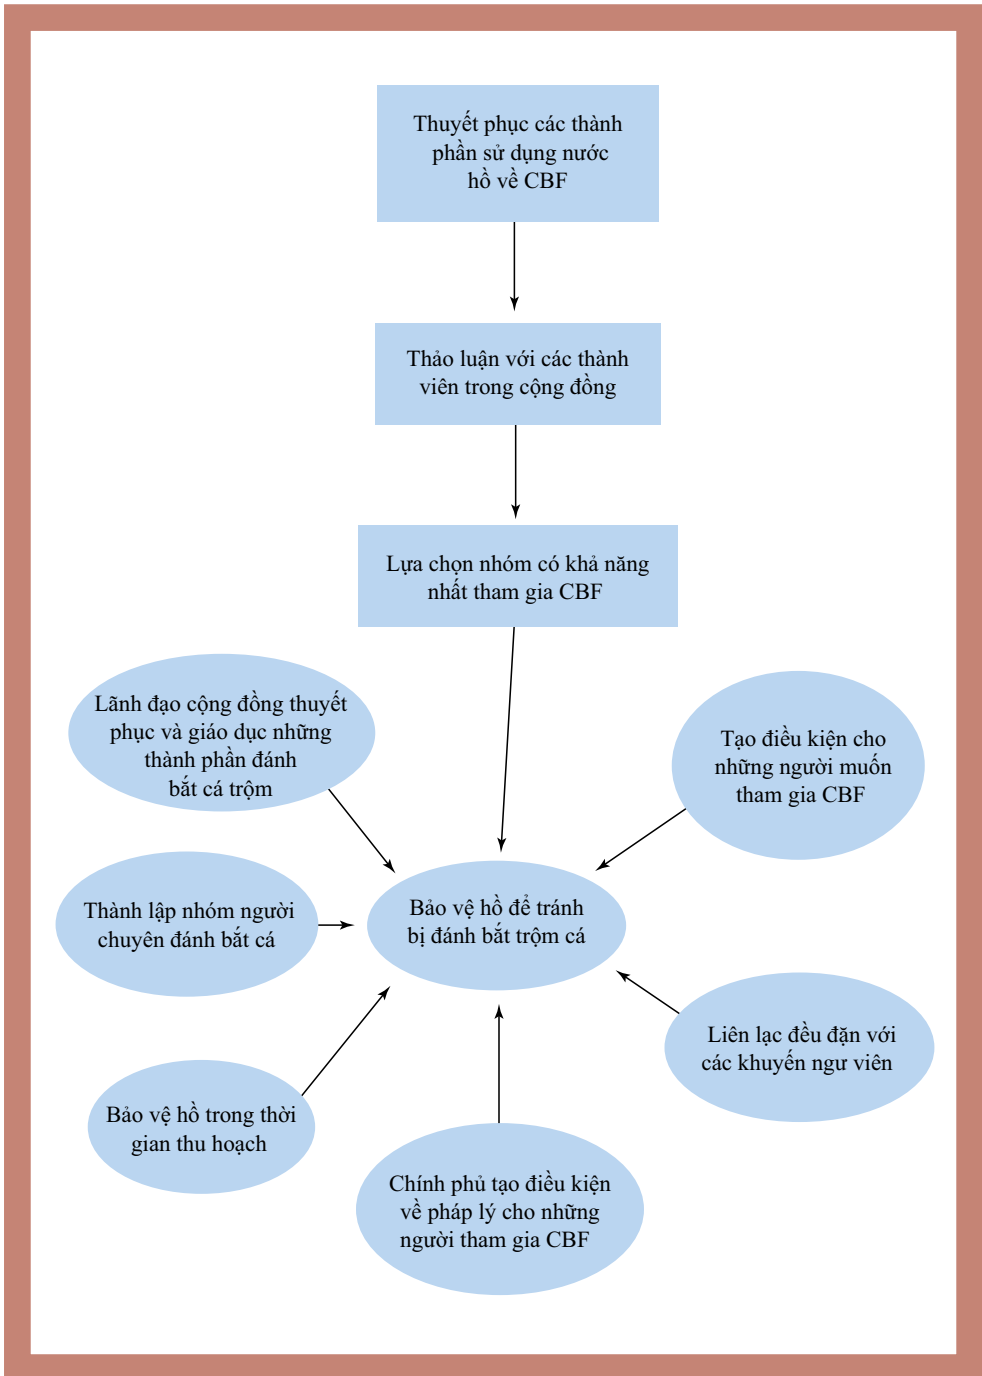 Thuyết phục các thành
phần sử dụng nước
hồ về CBF
Thảo luận với các thành
viên trong cộng đồng
Lựa chọn nhóm có khả năng
nhất tham gia CBF
Lãnh đạo cộng đồng thuyết
phục và giáo dục những
thành phần đánh
bắt cá trộm
Tạo điều kiện cho
những người muốn
tham gia CBF
Thành lập nhóm người
chuyên đánh bắt cá
Bảo vệ hồ để tránh
bị đánh bắt trộm cá
Liên lạc đều đặn với
các khuyến ngư viên
Bảo vệ hồ trong thời
gian thu hoạch
Chính phủ tạo điều kiện
về pháp lý cho những
người tham gia CBF